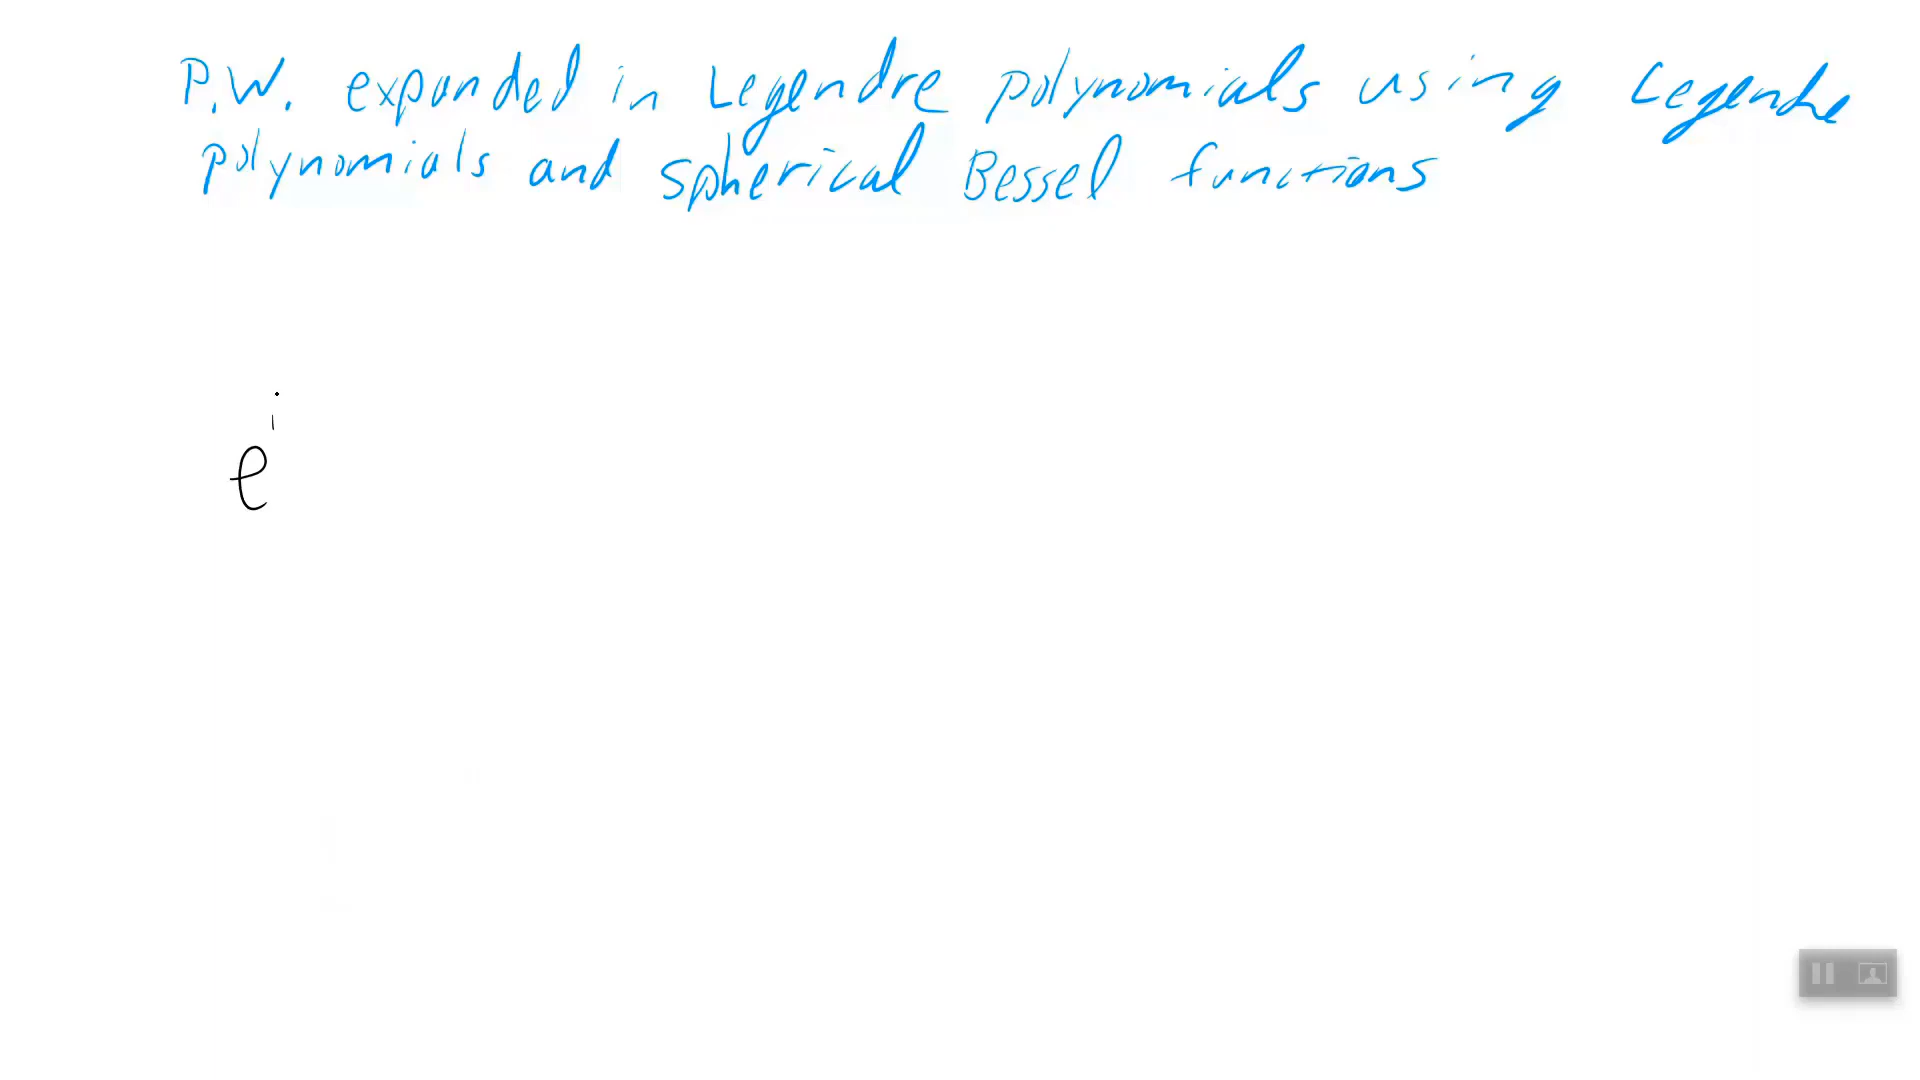 P.W. expanded in Legendre polynomials using Legendre
polynomials and spherical Bessel functions
e^i